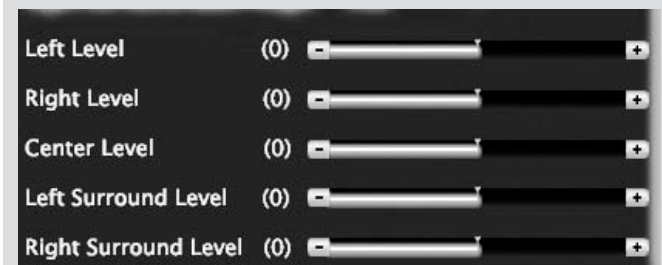 Left Level (0) - +
Right Level (0) - +
Center Level (0) - +
Left Surround Level (0) - +
Right Surround Level (0) - +